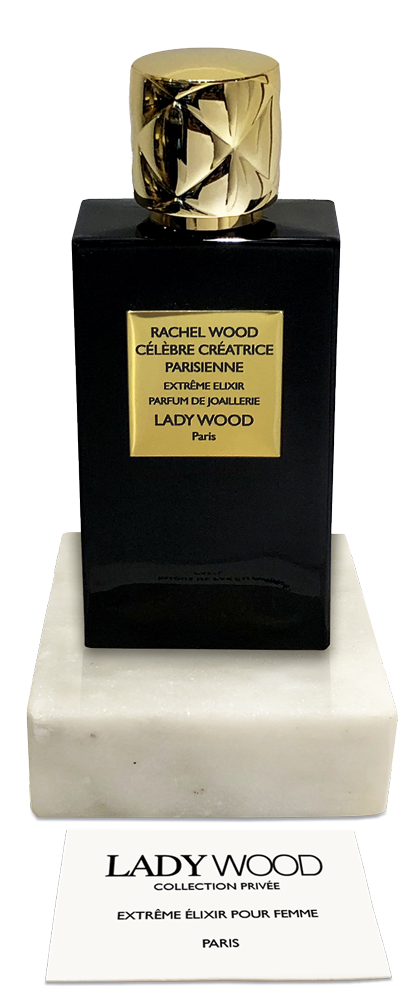 RACHEL WOOD
CÉLÈBRE CRÉATRICE
PARISIENNE
EXTRÊME ELIXIR
PARFUM DE JOAILLERIE
LADY WOOD
Paris
LADY WOOD
COLLECTION PRIVÉE
EXTRÊME ÉLIXIR POUR FEMME
PARIS